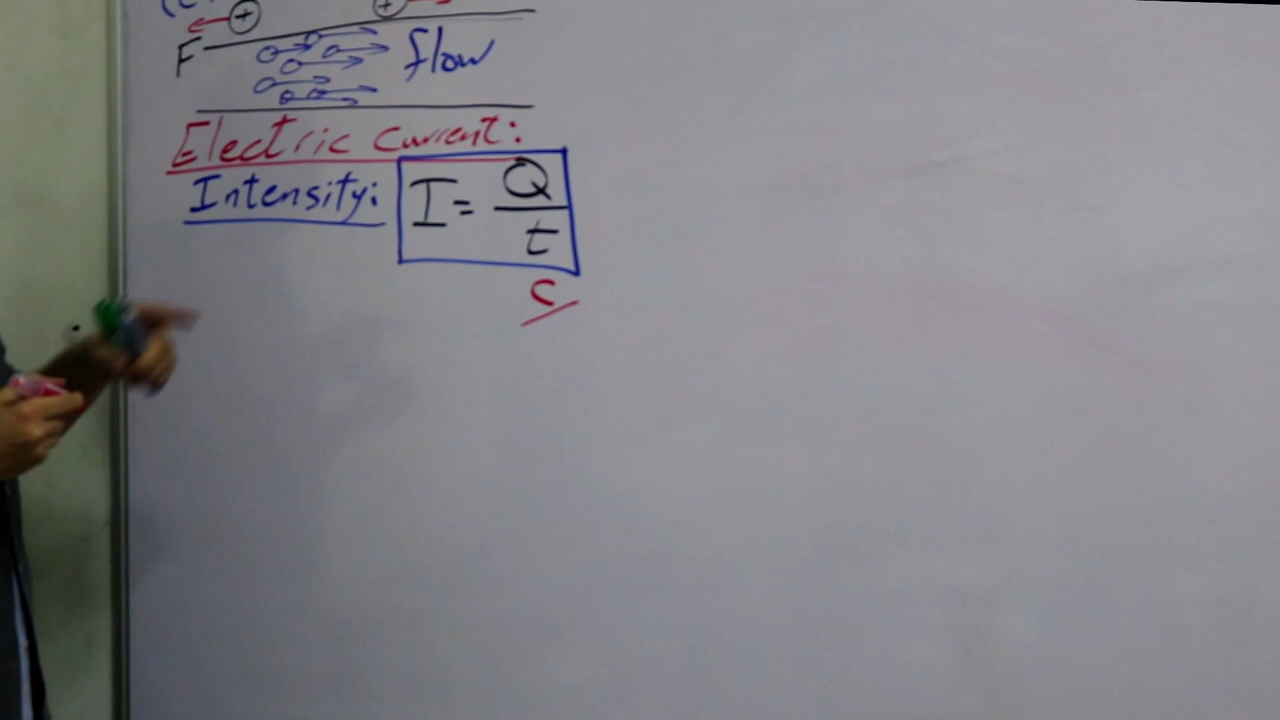 F flow
Electric Current:
Intensity: I = Q/t
C/